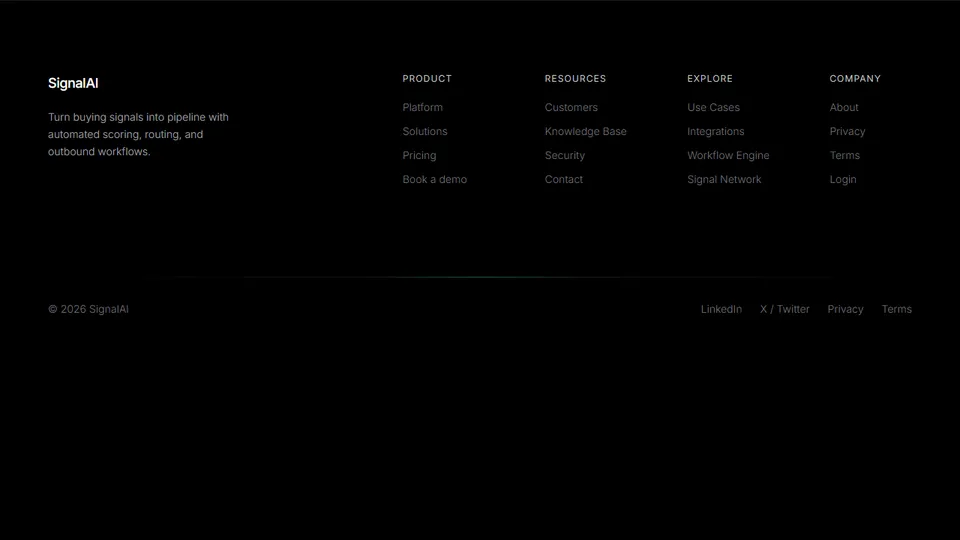 SignalAI
Turn buying signals into pipeline with
automated scoring, routing, and
outbound workflows.
PRODUCT
Platform
Solutions
Pricing
Book a demo
RESOURCES
Customers
Knowledge Base
Security
Contact
EXPLORE
Use Cases
Integrations
Workflow Engine
Signal Network
COMPANY
About
Privacy
Terms
Login
© 2026 SignalAI
LinkedIn X / Twitter Privacy Terms